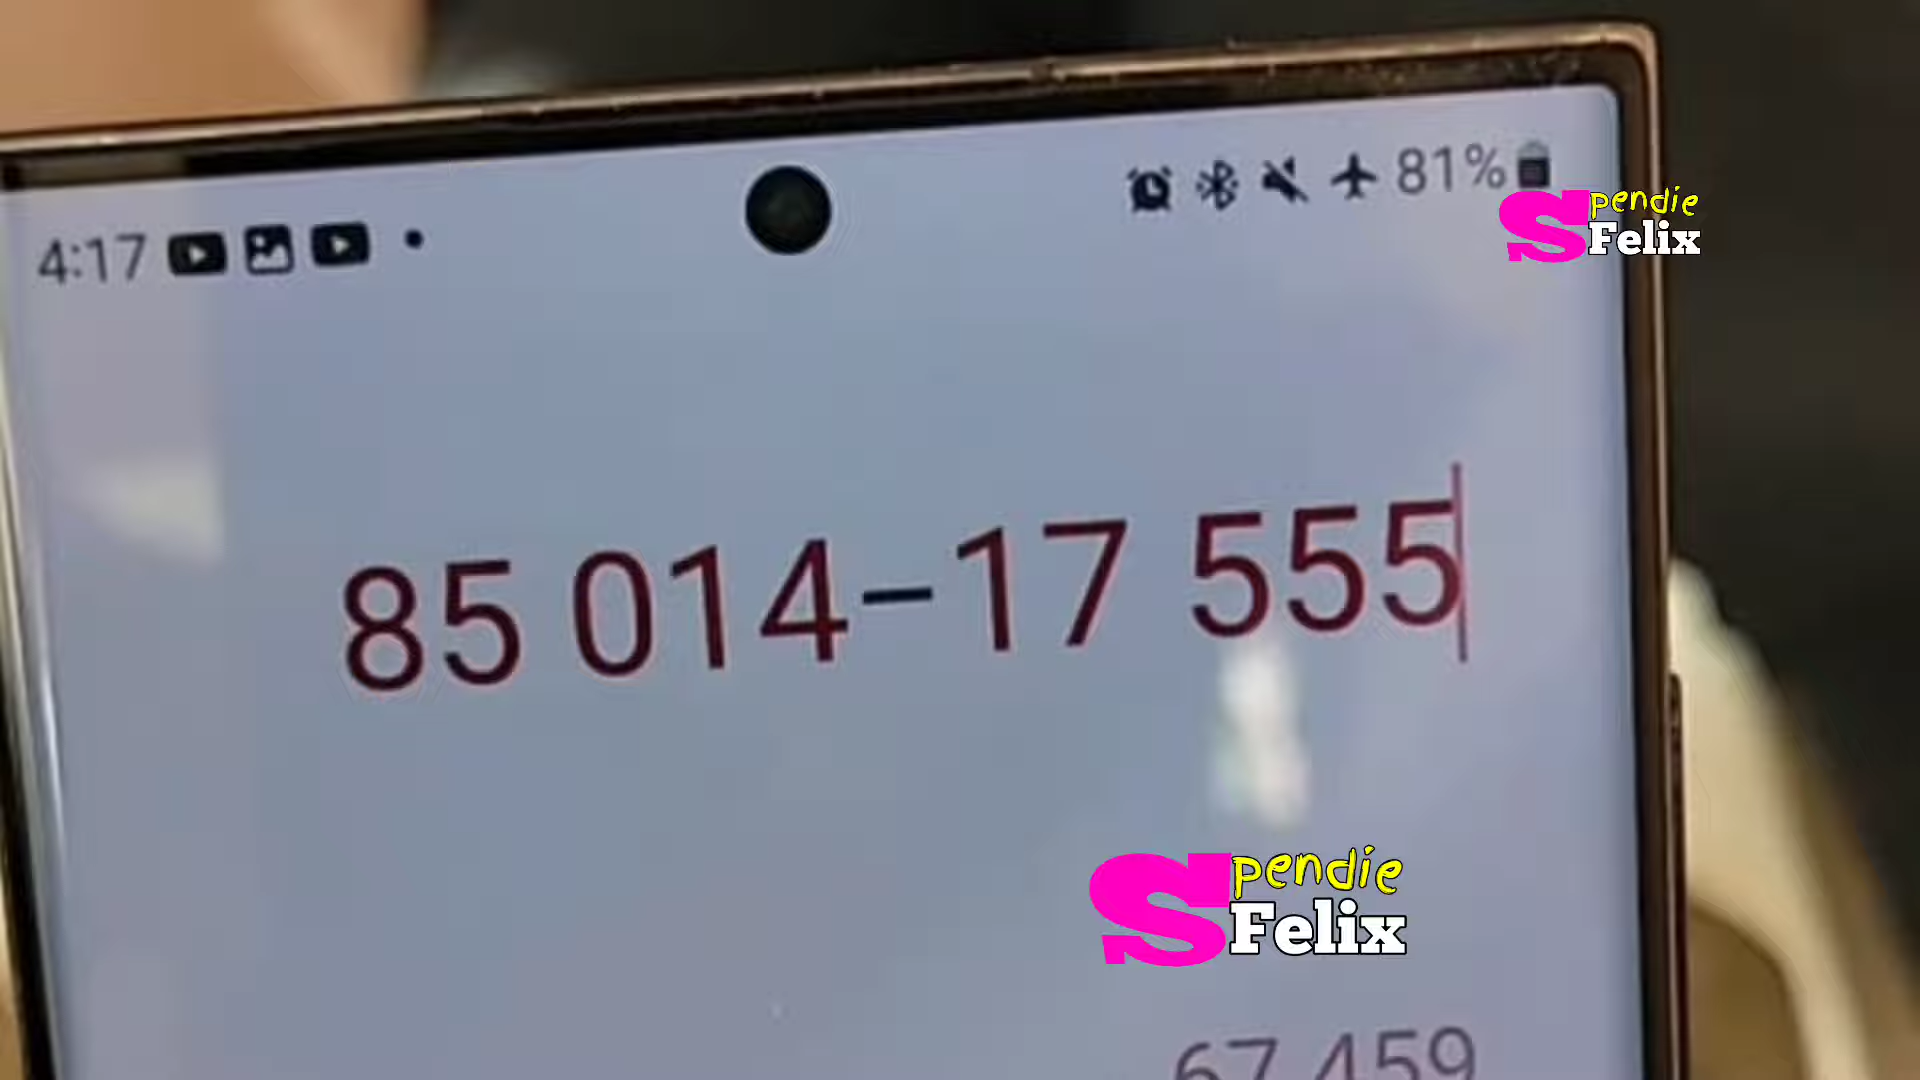 4:17
81%
Spendie
Felix
85 014–17 555
Spendie
Felix
67 459